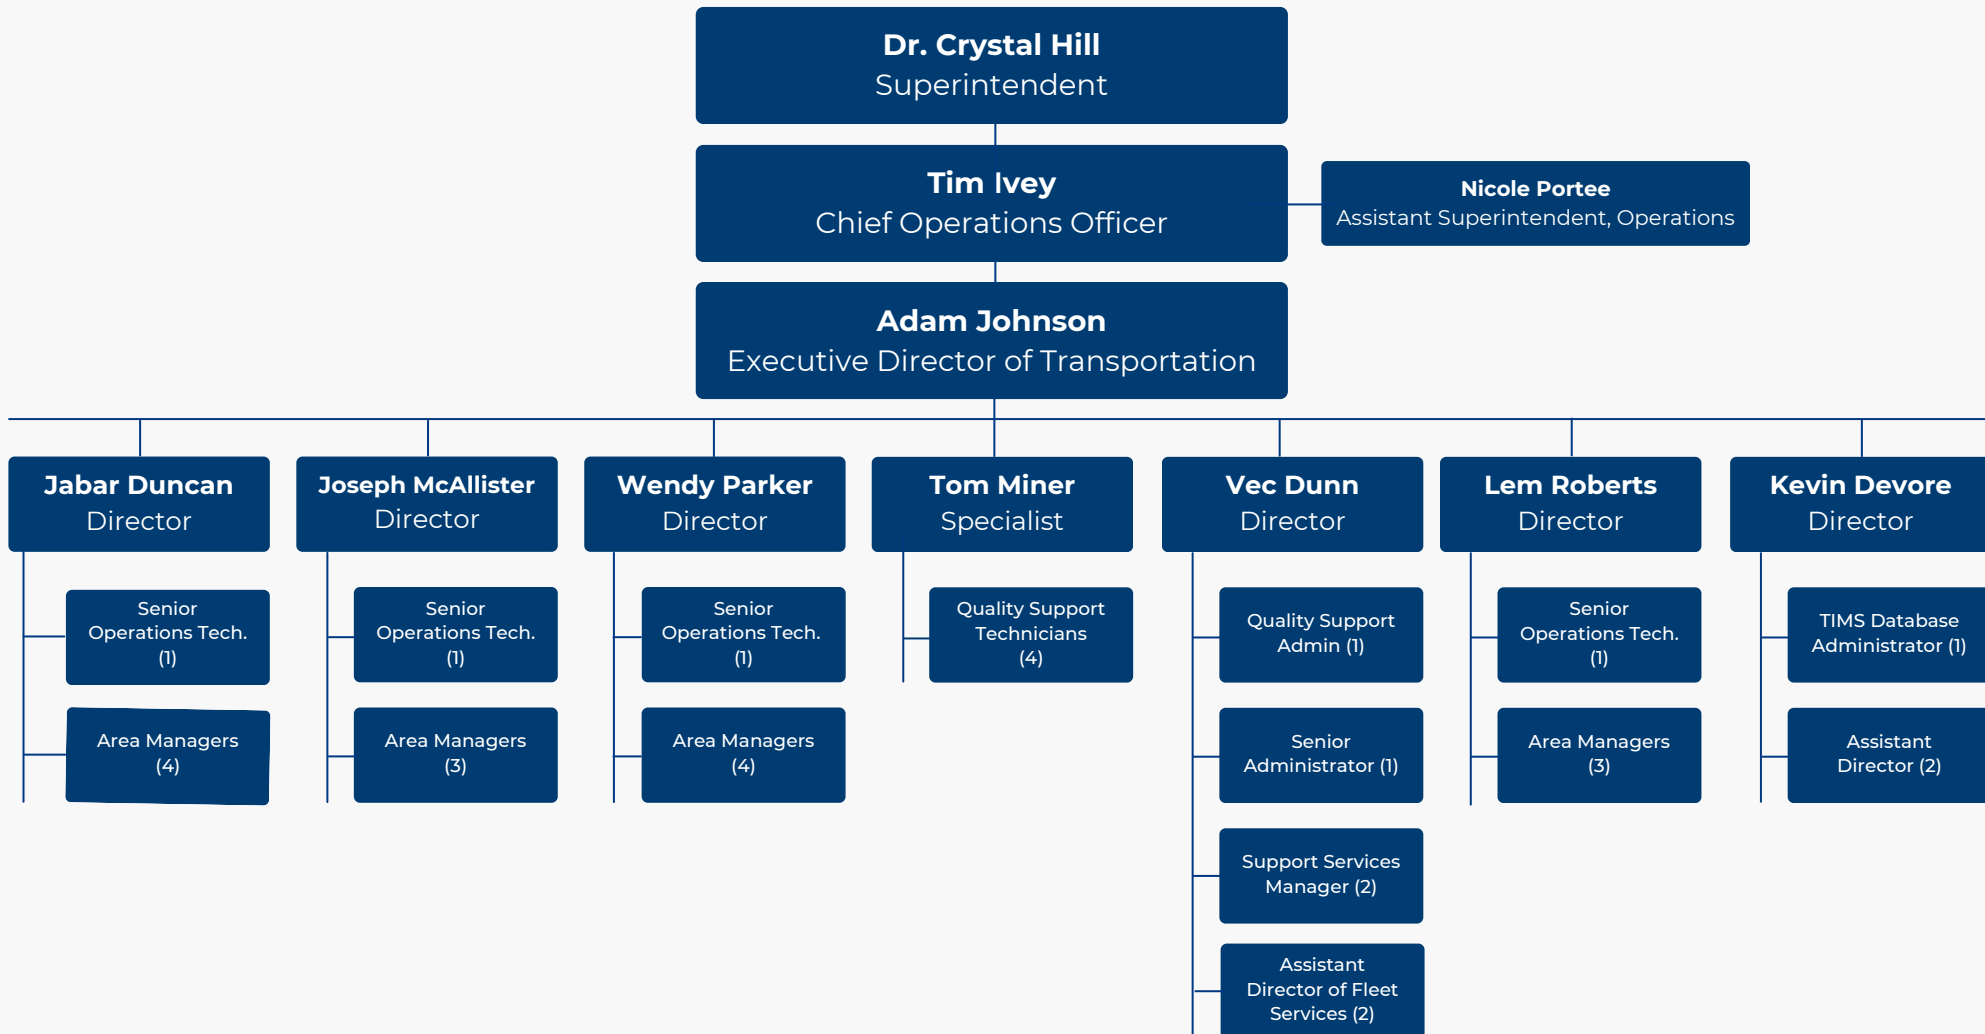 Dr. Crystal Hill
Superintendent
Tim Ivey
Chief Operations Officer
Nicole Portee
Assistant Superintendent, Operations
Adam Johnson
Executive Director of Transportation
Jabar Duncan
Director
Senior
Operations Tech.
(1)
Area Managers
(4)
Joseph McAllister
Director
Senior
Operations Tech.
(1)
Area Managers
(3)
Wendy Parker
Director
Senior
Operations Tech.
(1)
Area Managers
(4)
Tom Miner
Specialist
Quality Support
Technicians
(4)
Vec Dunn
Director
Quality Support
Admin (1)
Senior
Administrator (1)
Support Services
Manager (2)
Assistant
Director of Fleet
Services (2)
Lem Roberts
Director
Senior
Operations Tech.
(1)
Area Managers
(3)
Kevin Devore
Director
TIMS Database
Administrator (1)
Assistant
Director (2)